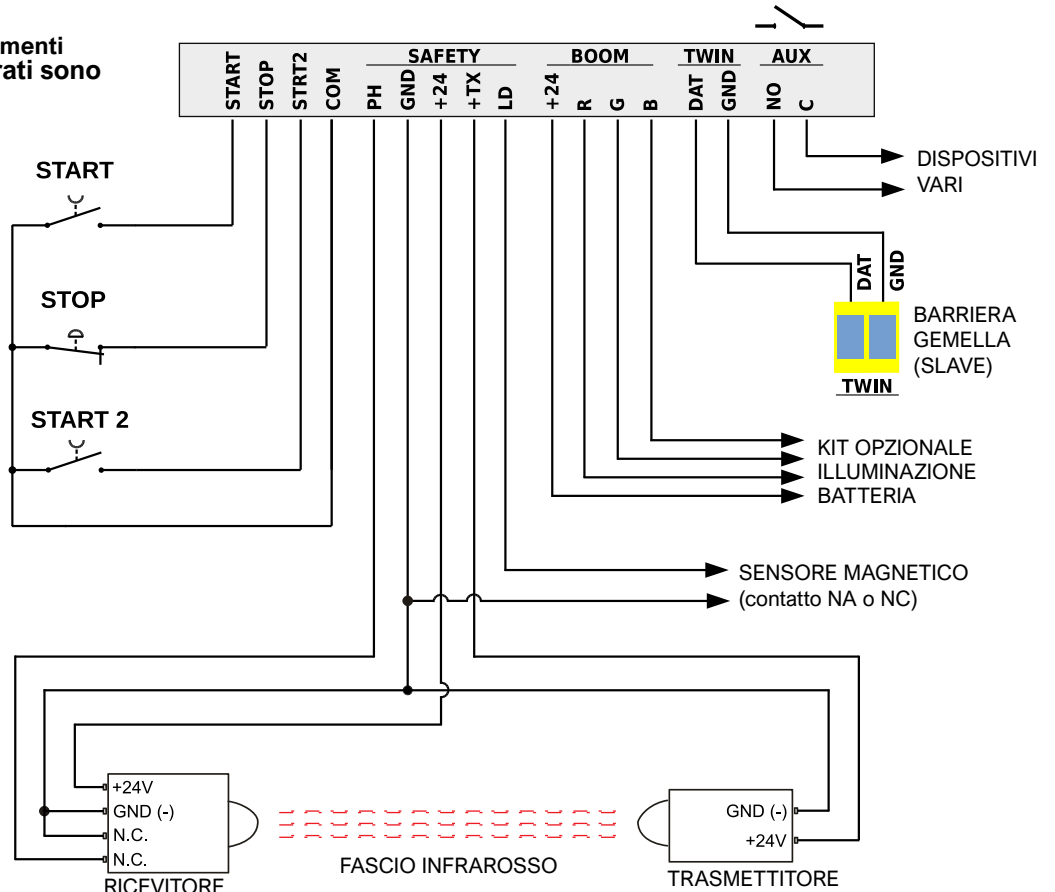 menti
rati sono
SAFETY BOOM TWIN AUX
START STOP STRT2 COM PH GND +24 +TX LD +24 R G B DAT GND NO C
DISPOSITIVI
VARI
START
STOP
START 2
DAT GND
BARRIERA
GEMELLA
(SLAVE)
TWIN
KIT OPZIONALE
ILLUMINAZIONE
BATTERIA
SENSORE MAGNETICO
(contatto NA o NC)
+24V
GND (-)
N.C.
N.C.
RICEVITORE
FASCIO INFRAROSSO
GND (-)
+24V
TRASMETTITORE